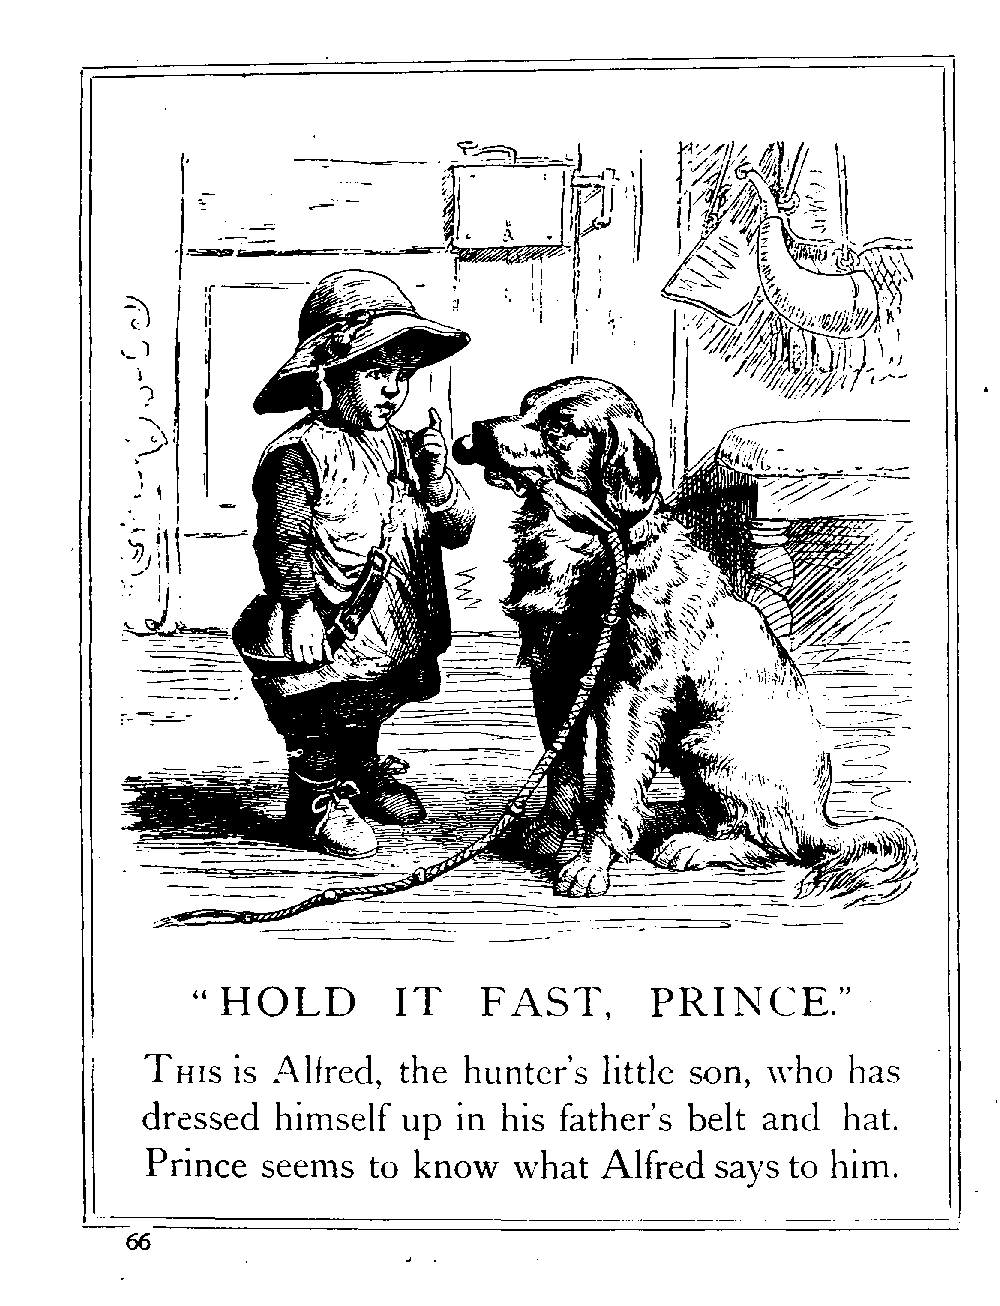 “HOLD IT FAST, PRINCE.”
THIS is Alfred, the hunter’s little son, who has
dressed himself up in his father’s belt and hat.
Prince seems to know what Alfred says to him.
66